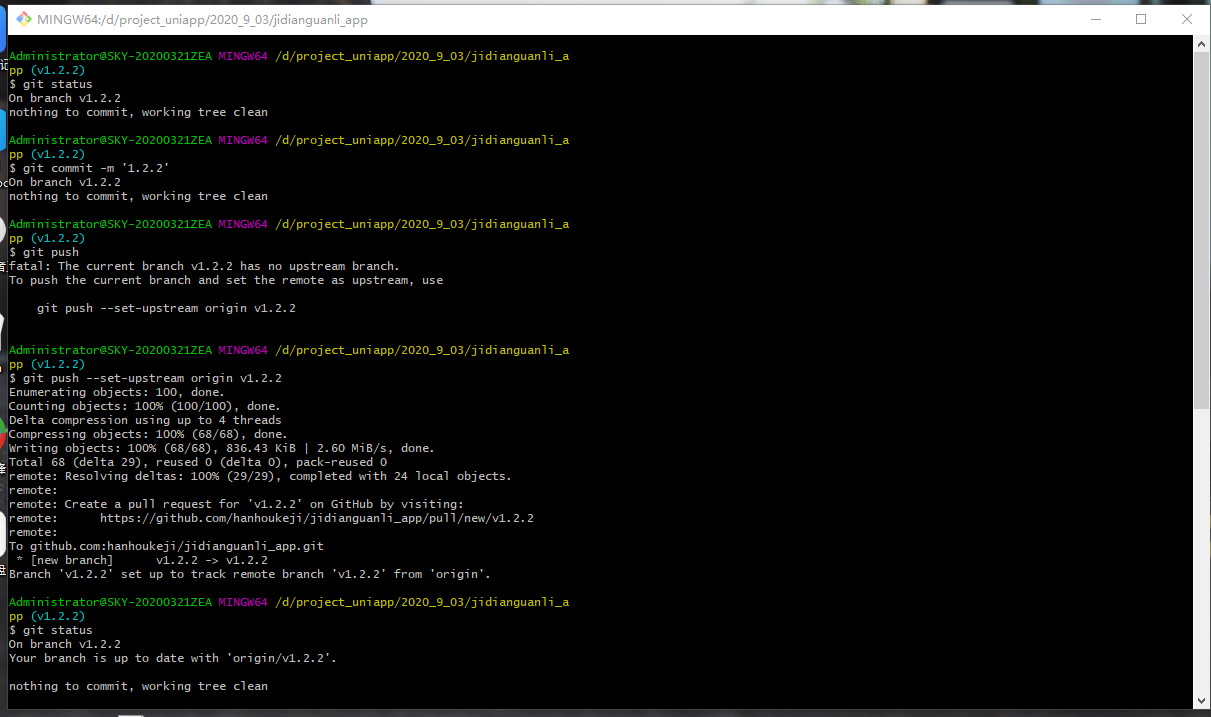 MINGW64:/d/project_uniapp/2020_9_03/jidianguanli_app
Administrator@SKY-20200321ZEA MINGW64 /d/project_uniapp/2020_9_03/jidianguanli_a
pp (v1.2.2)
$ git status
On branch v1.2.2
nothing to commit, working tree clean
Administrator@SKY-20200321ZEA MINGW64 /d/project_uniapp/2020_9_03/jidianguanli_a
pp (v1.2.2)
$ git commit -m '1.2.2'
On branch v1.2.2
nothing to commit, working tree clean
Administrator@SKY-20200321ZEA MINGW64 /d/project_uniapp/2020_9_03/jidianguanli_a
pp (v1.2.2)
$ git push
fatal: The current branch v1.2.2 has no upstream branch.
To push the current branch and set the remote as upstream, use
    git push --set-upstream origin v1.2.2
Administrator@SKY-20200321ZEA MINGW64 /d/project_uniapp/2020_9_03/jidianguanli_a
pp (v1.2.2)
$ git push --set-upstream origin v1.2.2
Enumerating objects: 100, done.
Counting objects: 100% (100/100), done.
Delta compression using up to 4 threads
Compressing objects: 100% (68/68), done.
Writing objects: 100% (68/68), 836.43 KiB | 2.60 MiB/s, done.
Total 68 (delta 29), reused 0 (delta 0), pack-reused 0
remote: Resolving deltas: 100% (29/29), completed with 24 local objects.
remote:
remote: Create a pull request for 'v1.2.2' on GitHub by visiting:
remote:      https://github.com/hanhoukeji/jidianguanli_app/pull/new/v1.2.2
remote:
To github.com:hanhoukeji/jidianguanli_app.git
 * [new branch]      v1.2.2 -> v1.2.2
Branch 'v1.2.2' set up to track remote branch 'v1.2.2' from 'origin'.
Administrator@SKY-20200321ZEA MINGW64 /d/project_uniapp/2020_9_03/jidianguanli_a
pp (v1.2.2)
$ git status
On branch v1.2.2
Your branch is up to date with 'origin/v1.2.2'.
nothing to commit, working tree clean